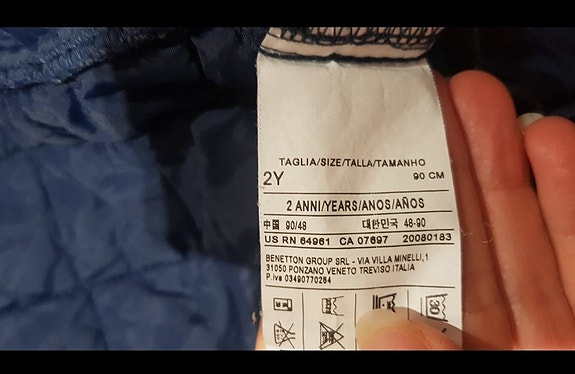 TAGLIA/SIZE/TALLA/TAMANHO
2Y 90 CM
2 ANNI/YEARS/ANOS/AÑOS
中国 90/48 대한민국 48-90
US RN 64961 CA 07697 20080183
BENETTON GROUP SRL - VIA VILLA MINELLI,1
31050 PONZANO VENETO TREVISO ITALIA
P.iva 03490770264
30